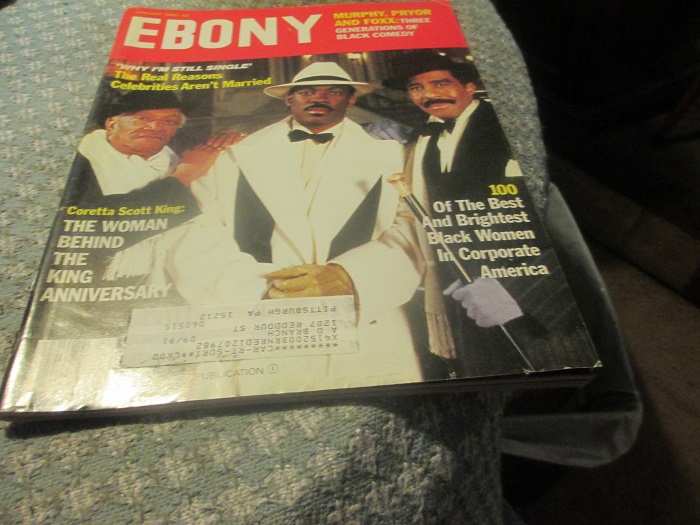 EBONY
MURPHY, PRYOR
AND FOXX: THREE
GENERATIONS OF
BLACK COMEDY
'WHY I'M STILL SINGLE'
The Real Reasons
Celebrities Aren't Married
Coretta Scott King:
THE WOMAN
BEHIND
THE
KING
ANNIVERSARY
100
Of The Best
And Brightest
Black Women
In Corporate
America
A D BRANCH
1207 REDDOUR ST
PITTSBURGH PA 15212
PUBLICATION